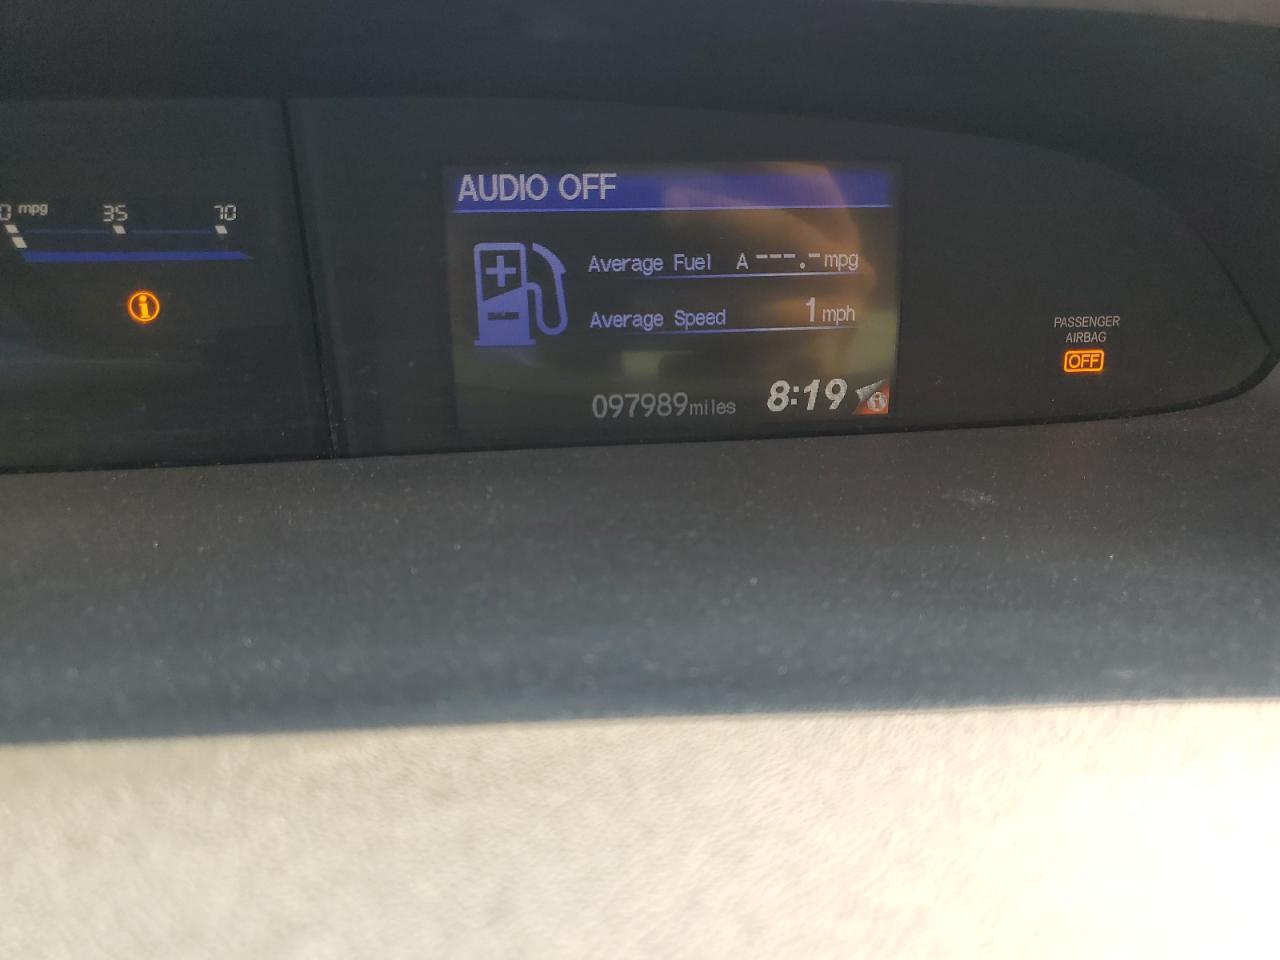 0 mpg 35 70
AUDIO OFF
Average Fuel A ---.- mpg
Average Speed 1 mph
097989 miles 8:19
PASSENGER
AIRBAG
OFF